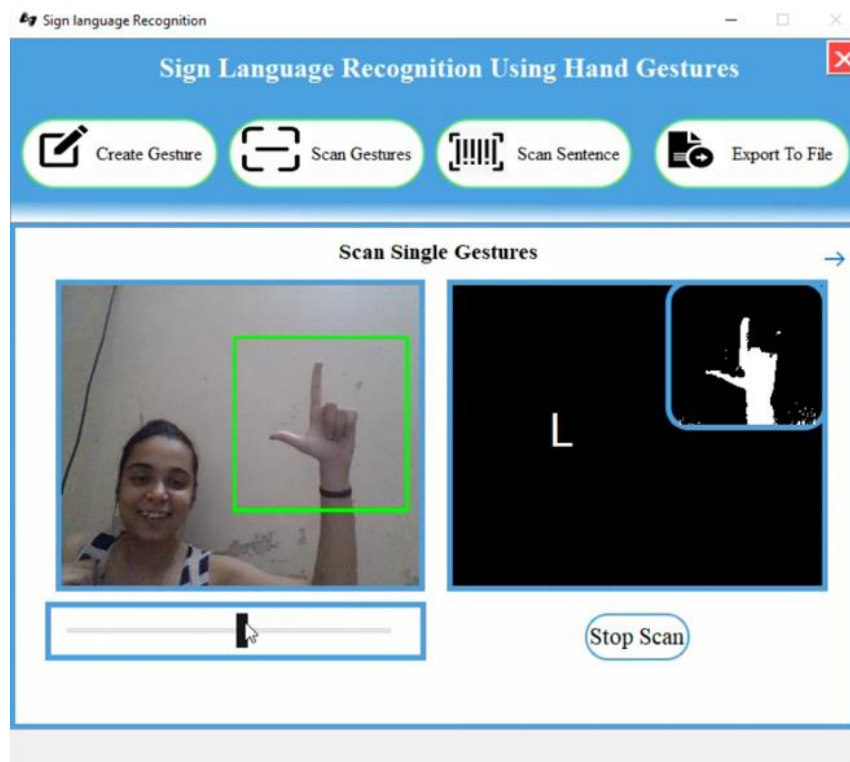 Sign language Recognition
Sign Language Recognition Using Hand Gestures
Create Gesture
Scan Gestures
Scan Sentence
Export To File
Scan Single Gestures
L
Stop Scan